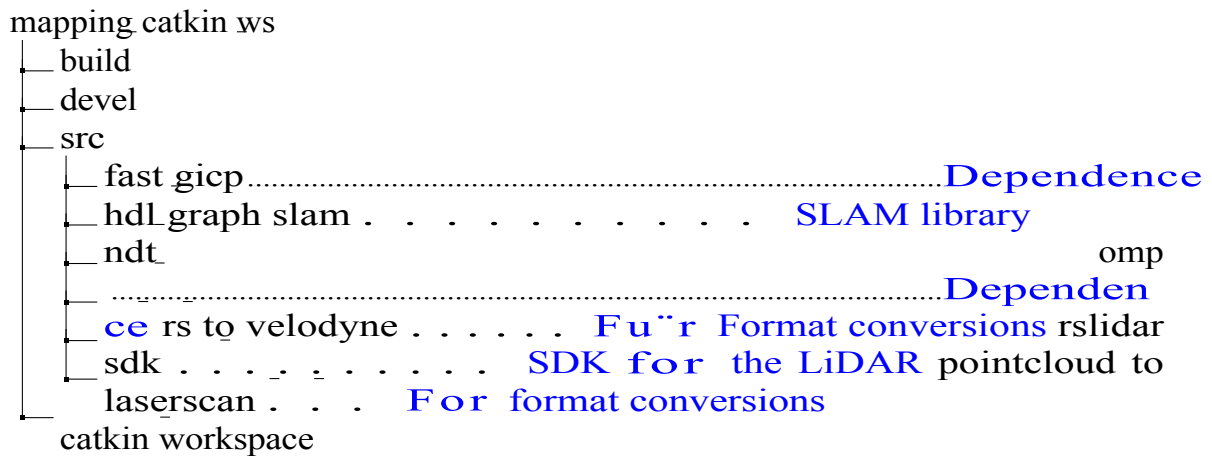 mapping catkin ws
build
devel
src
fast gicp........................................................................Dependence
hdl graph slam . . . . . . . . . . SLAM library
ndt omp
.......................................................................................Dependen
ce rs to velodyne . . . . . . Fu¨r Format conversions rslidar
sdk . . . . . . . . . . SDK for the LiDAR pointcloud to
laserscan . . . For format conversions
catkin workspace